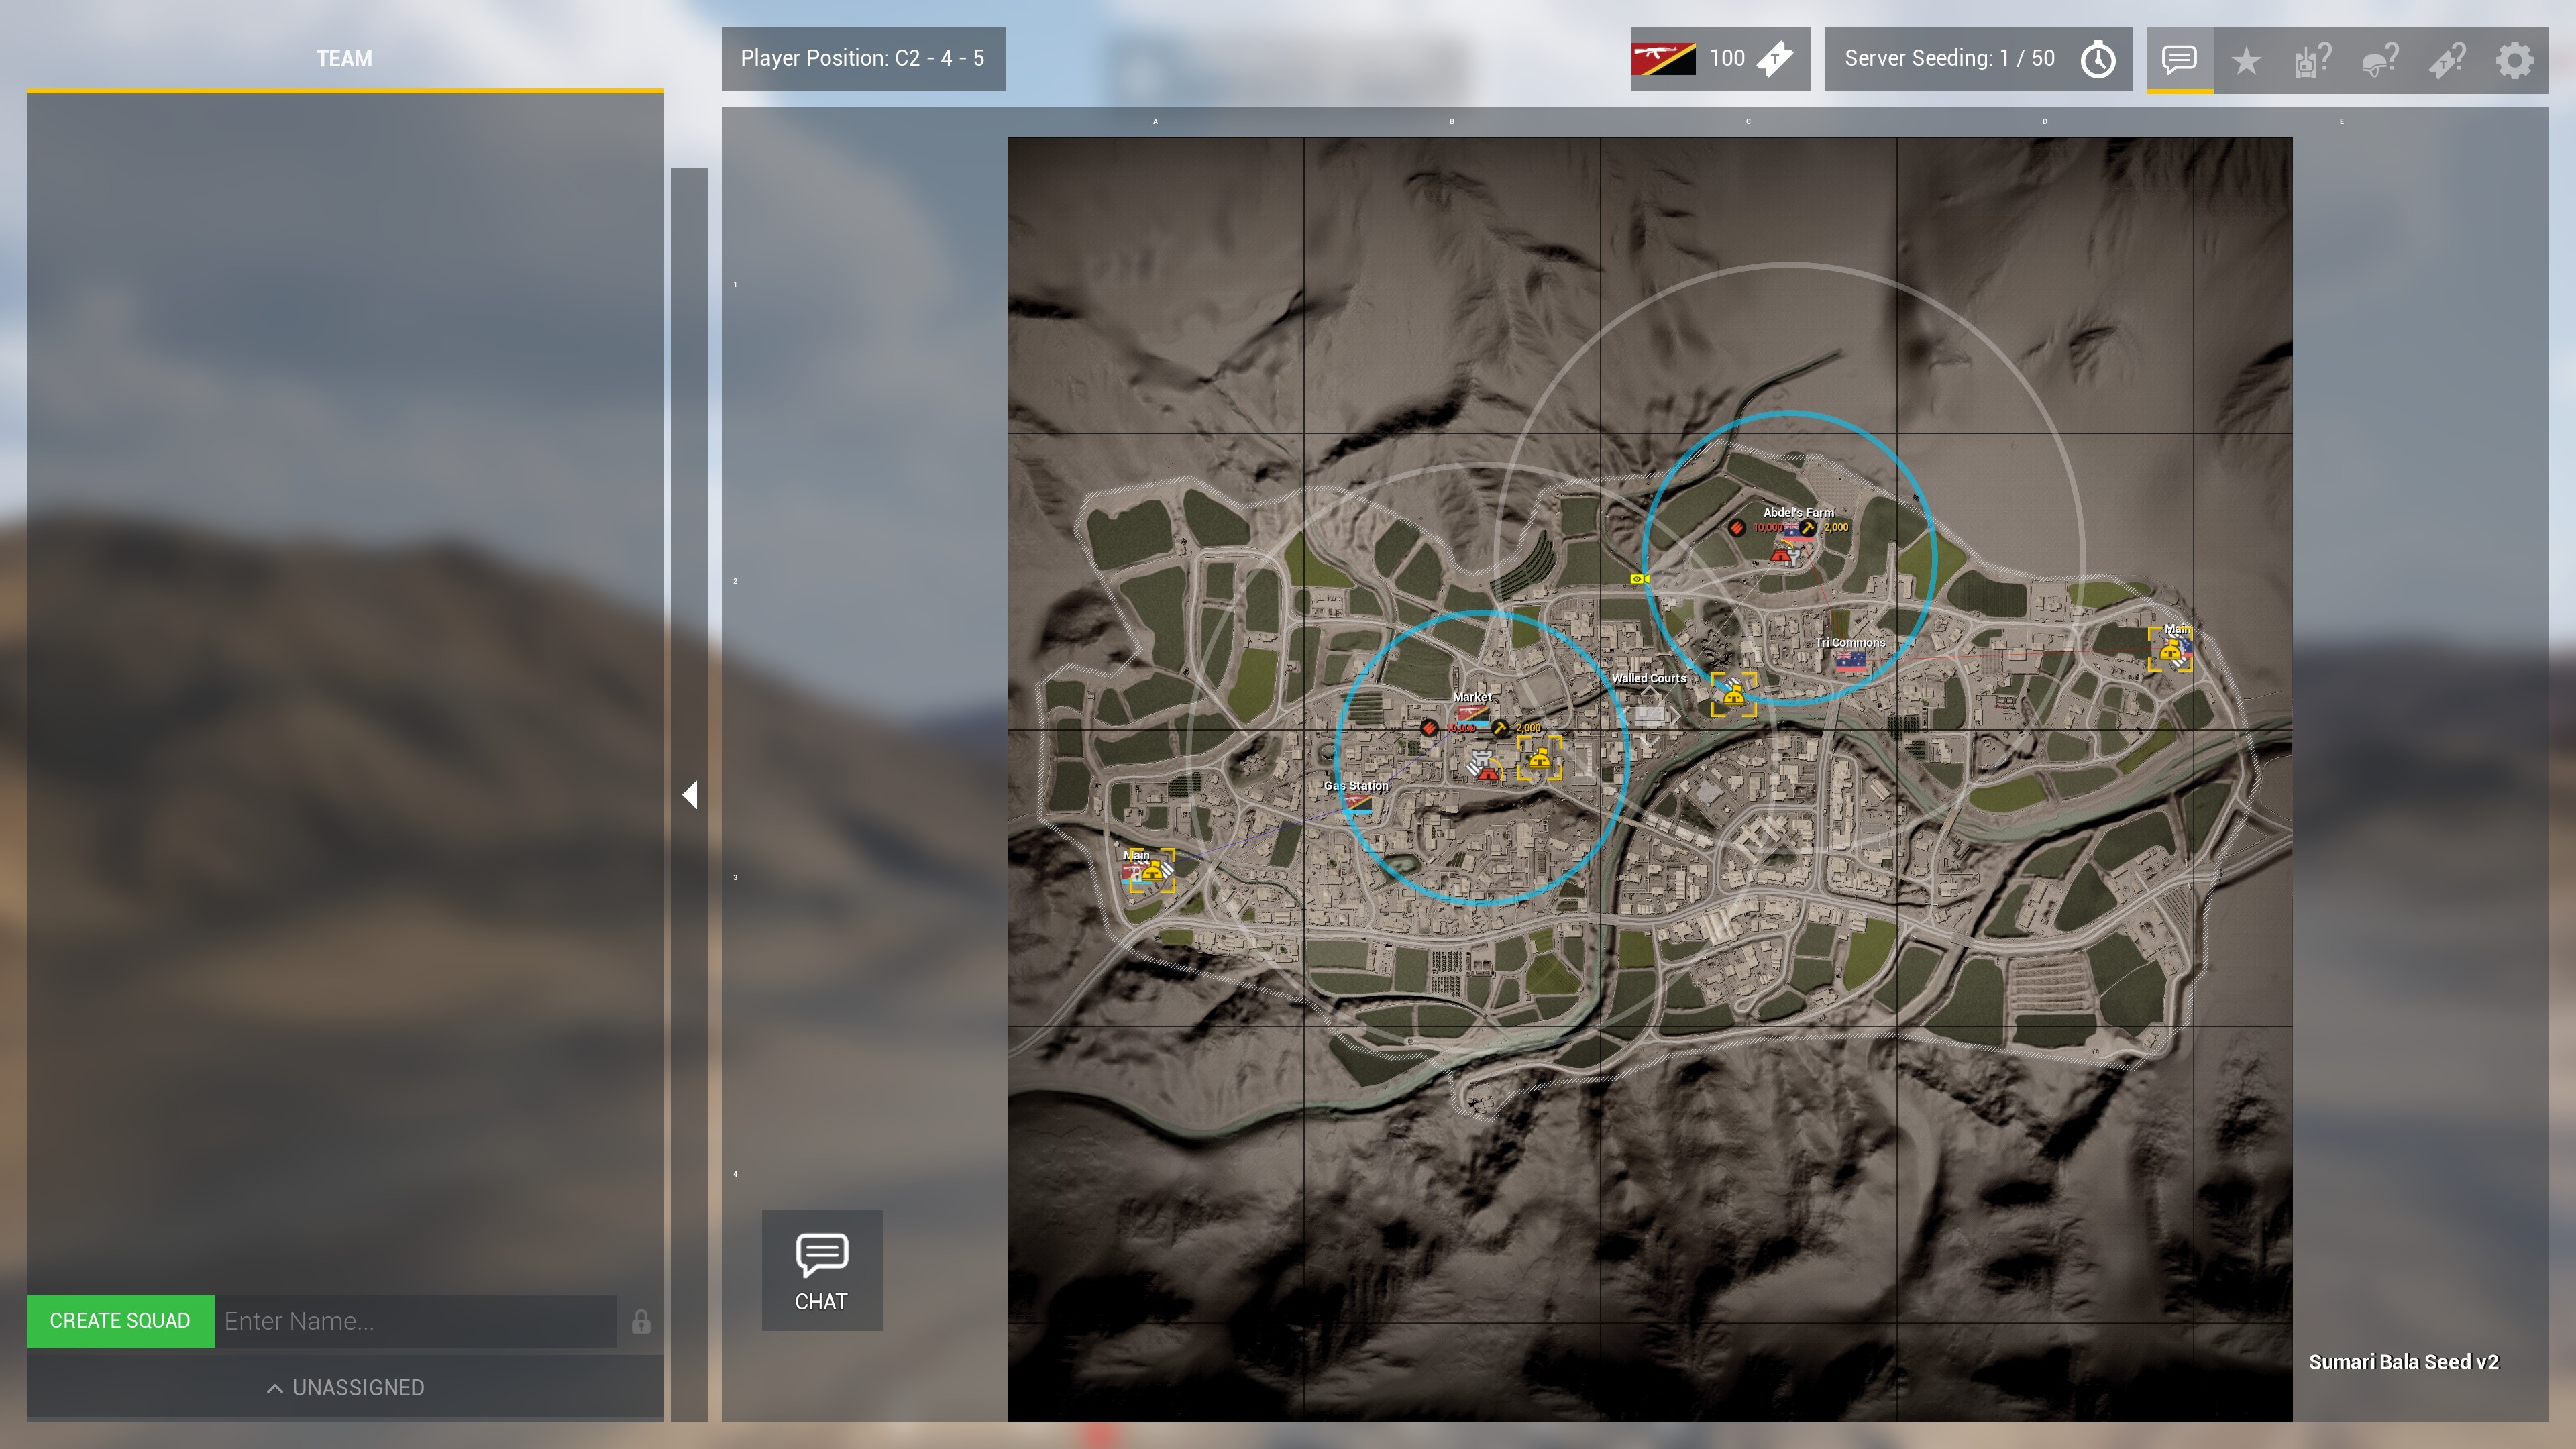 TEAM
Player Position: C2 - 4 - 5
100
Server Seeding: 1 / 50
A
B
C
D
E
1
2
3
4
Abdel's Farm
10,000
2,000
Tri Commons
Main
Walled Courts
Market
10,000
2,000
Gas Station
Main
CHAT
CREATE SQUAD
Enter Name...
UNASSIGNED
Sumari Bala Seed v2